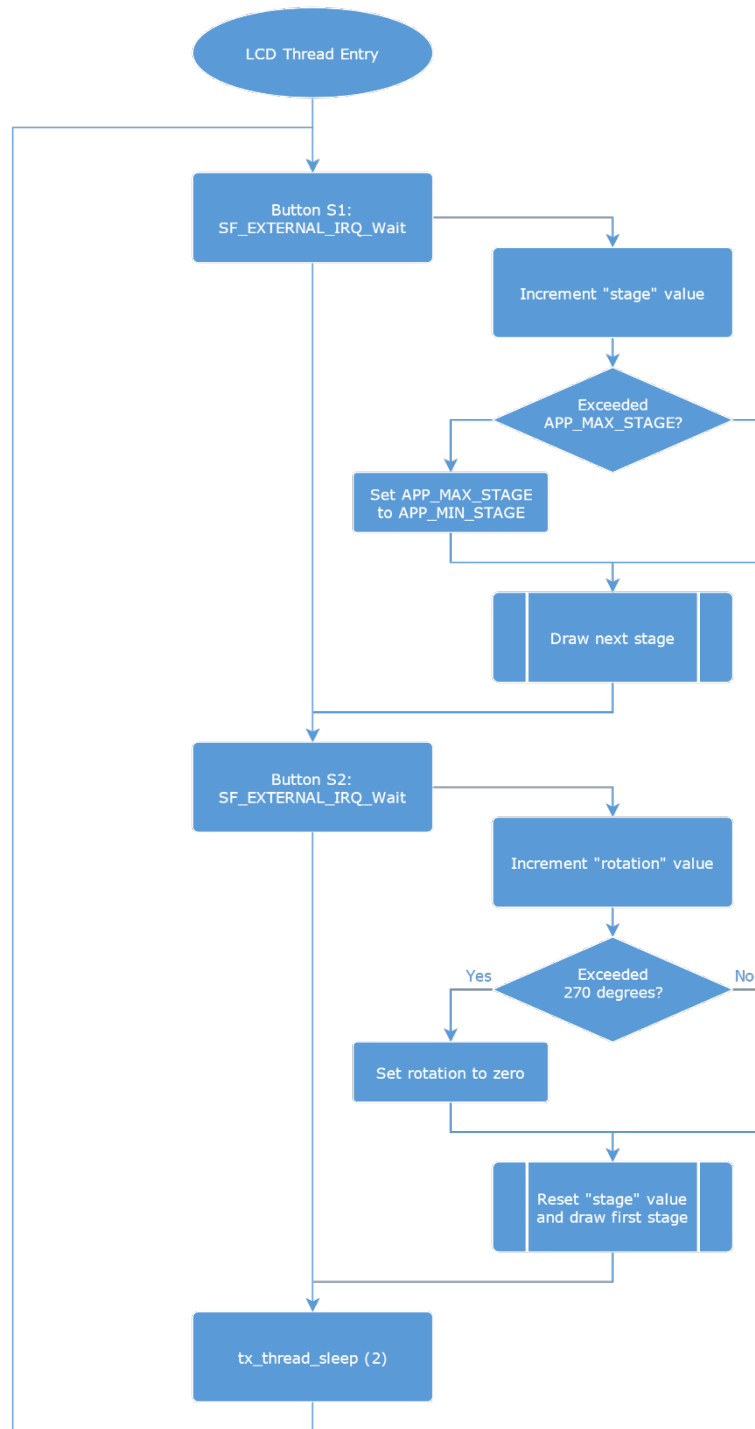 LCD Thread Entry
Button S1:
SF_EXTERNAL_IRQ_Wait
Increment "stage" value
Exceeded
APP_MAX_STAGE?
Set APP_MAX_STAGE
to APP_MIN_STAGE
Draw next stage
Button S2:
SF_EXTERNAL_IRQ_Wait
Increment "rotation" value
Yes
Exceeded
270 degrees?
No
Set rotation to zero
Reset "stage" value
and draw first stage
tx_thread_sleep (2)